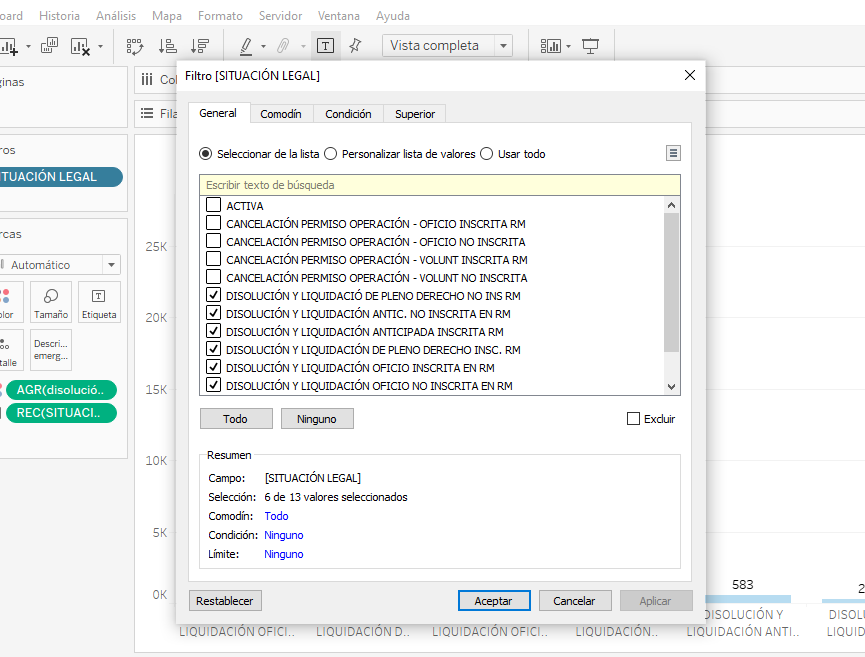 oard Historia Análisis Mapa Formato Servidor Ventana Ayuda
T Vista completa
inas
Col
Fila
ros
ITUACIÓN LEGAL
rcas
Automático
olor Tamaño Etiqueta
T
talle Descri... emerg...
AGR(disolució..
REC(SITUACI..
Filtro [SITUACIÓN LEGAL]
General Comodín Condición Superior
Seleccionar de la lista Personalizar lista de valores Usar todo
Escribir texto de búsqueda
ACTIVA
CANCELACIÓN PERMISO OPERACIÓN - OFICIO INSCRITA RM
CANCELACIÓN PERMISO OPERACIÓN - OFICIO NO INSCRITA
CANCELACIÓN PERMISO OPERACIÓN - VOLUNT INSCRITA RM
CANCELACIÓN PERMISO OPERACIÓN - VOLUNT NO INSCRITA
DISOLUCIÓN Y LIQUIDACIÓ DE PLENO DERECHO NO INS RM
DISOLUCIÓN Y LIQUIDACIÓN ANTIC. NO INSCRITA EN RM
DISOLUCIÓN Y LIQUIDACIÓN ANTICIPADA INSCRITA RM
DISOLUCIÓN Y LIQUIDACIÓN DE PLENO DERECHO INSC. RM
DISOLUCIÓN Y LIQUIDACIÓN OFICIO INSCRITA EN RM
DISOLUCIÓN Y LIQUIDACIÓN OFICIO NO INSCRITA EN RM
Todo Ninguno Excluir
Resumen
Campo: [SITUACIÓN LEGAL]
Selección: 6 de 13 valores seleccionados
Comodín: Todo
Condición: Ninguno
Límite: Ninguno
Restablecer Aceptar Cancelar Aplicar
25K
20K
15K
10K
5K
0K
583
2
DISOLUCIÓN Y DISOLU
LIQUIDACIÓN OFICI.. LIQUIDACIÓN D.. LIQUIDACIÓN OFICI.. LIQUIDACIÓN.. LIQUIDACIÓN ANTI.. LIQUID